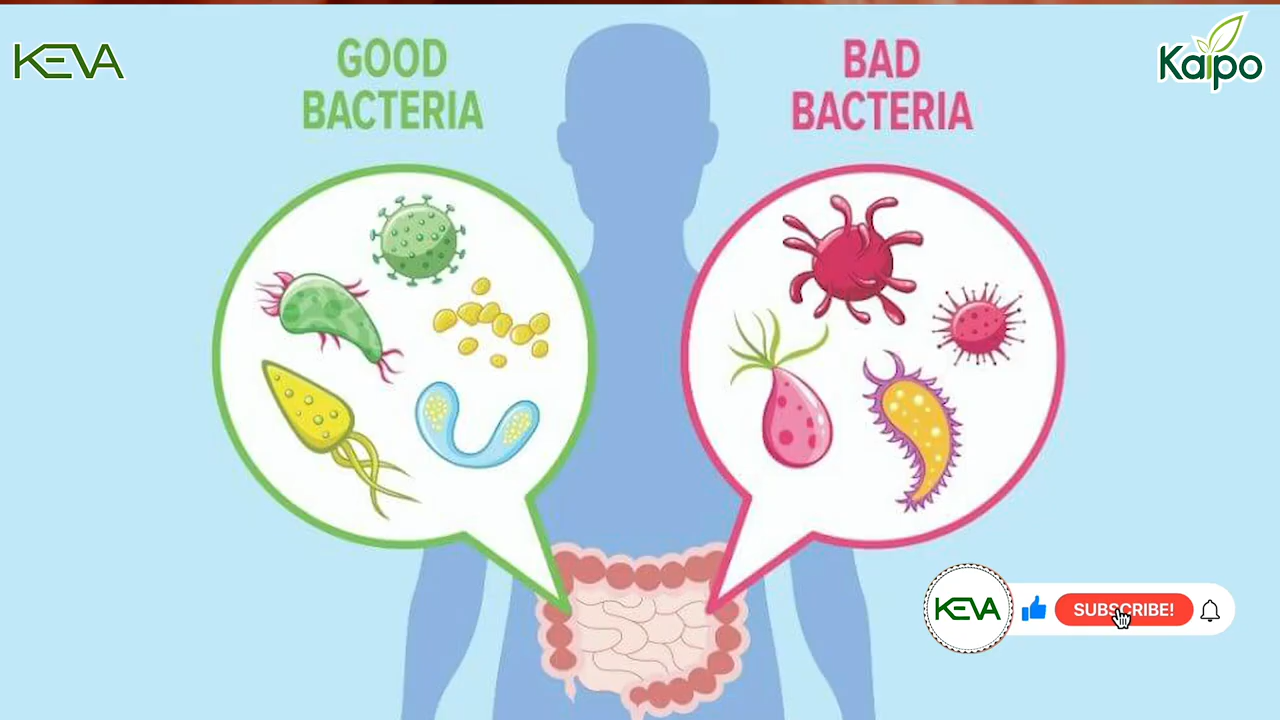 KEVA
GOOD
BACTERIA
BAD
BACTERIA
Kaipo
KEVA
SUBSCRIBE!